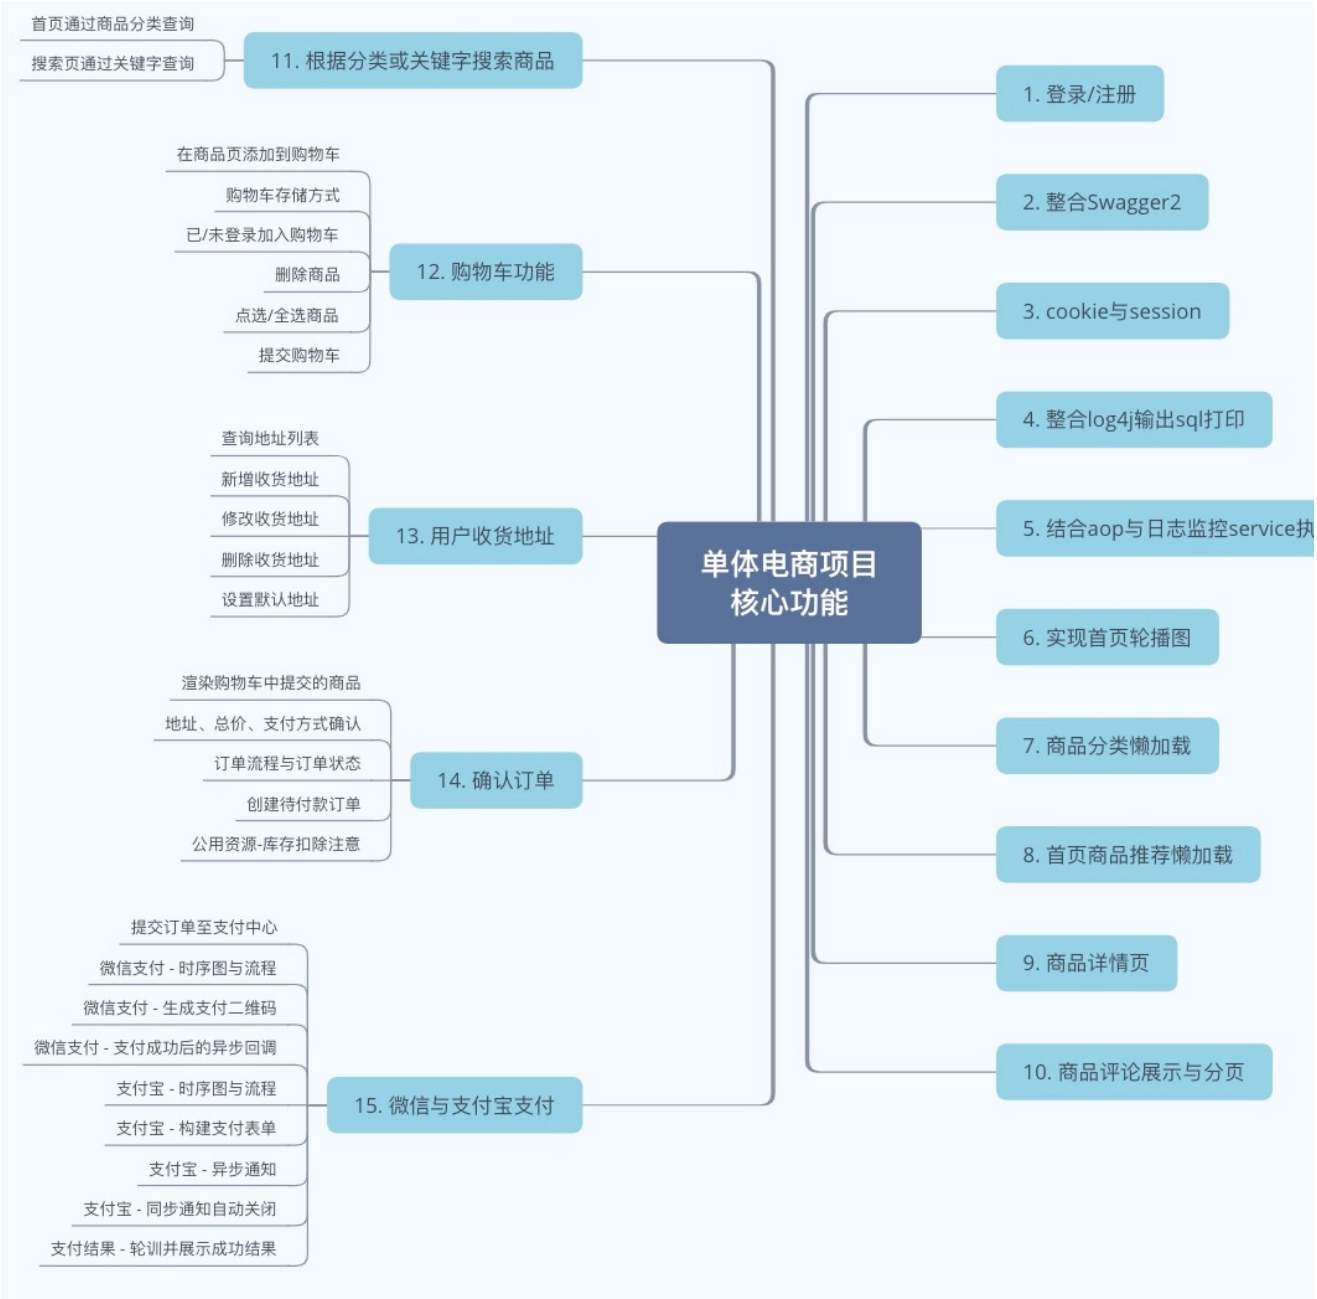 单体电商项目
核心功能
1. 登录/注册
2. 整合Swagger2
3. cookie与session
4. 整合log4j输出sql打印
5. 结合aop与日志监控service执
6. 实现首页轮播图
7. 商品分类懒加载
8. 首页商品推荐懒加载
9. 商品详情页
10. 商品评论展示与分页
11. 根据分类或关键字搜索商品
首页通过商品分类查询
搜索页通过关键字查询
12. 购物车功能
在商品页添加到购物车
购物车存储方式
已/未登录加入购物车
删除商品
点选/全选商品
提交购物车
13. 用户收货地址
查询地址列表
新增收货地址
修改收货地址
删除收货地址
设置默认地址
14. 确认订单
渲染购物车中提交的商品
地址、总价、支付方式确认
订单流程与订单状态
创建待付款订单
公用资源-库存扣除注意
15. 微信与支付宝支付
提交订单至支付中心
微信支付 - 时序图与流程
微信支付 - 生成支付二维码
微信支付 - 支付成功后的异步回调
支付宝 - 时序图与流程
支付宝 - 构建支付表单
支付宝 - 异步通知
支付宝 - 同步通知自动关闭
支付结果 - 轮训并展示成功结果